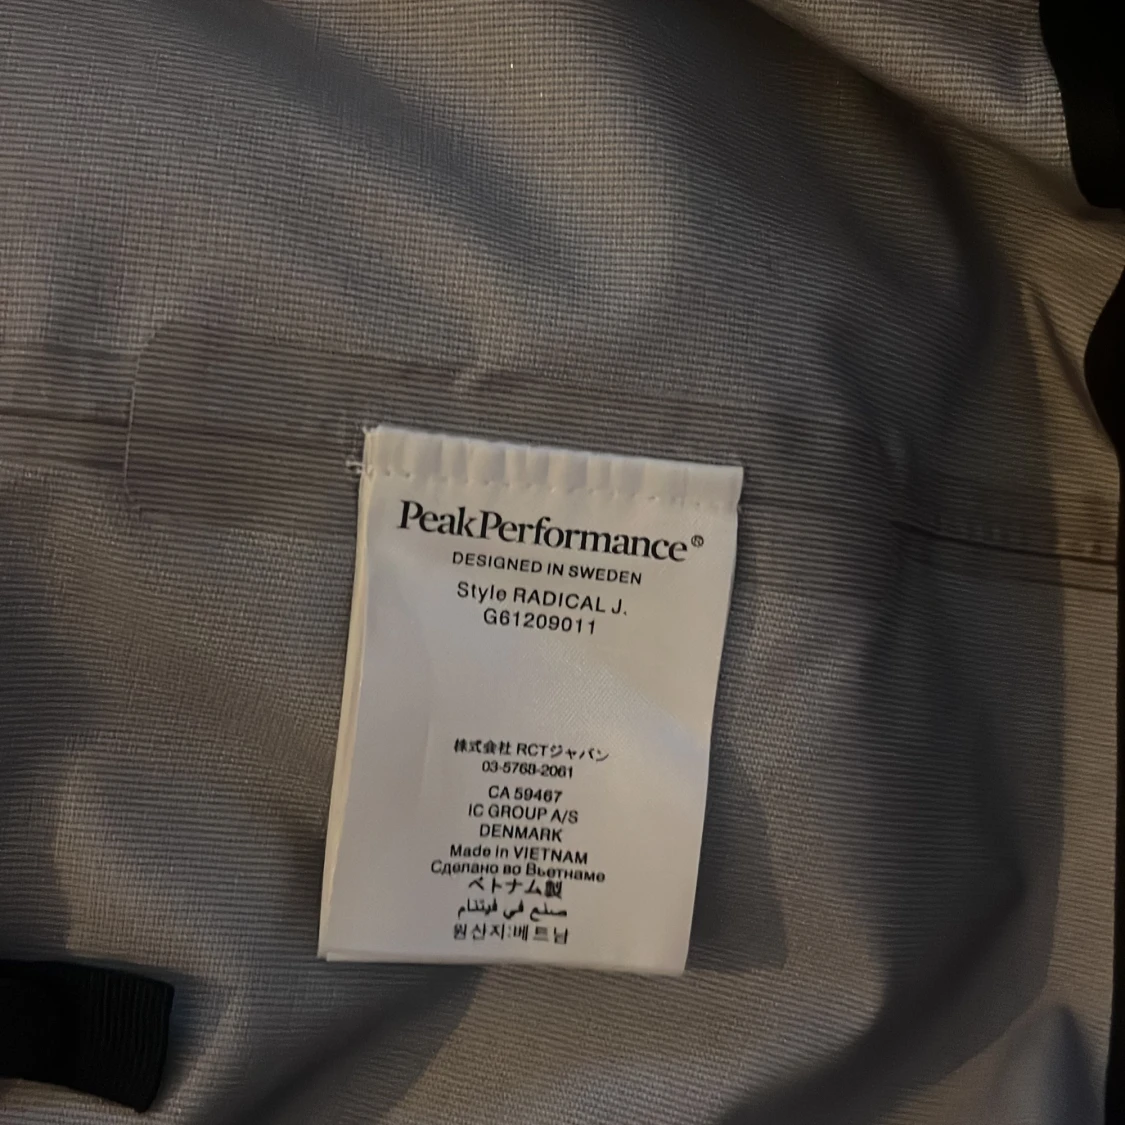 PeakPerformance®
DESIGNED IN SWEDEN
Style RADICAL J.
G61209011
株式会社 RCTジャパン
03-5768-2061
CA 59467
IC GROUP A/S
DENMARK
Made in VIETNAM
Сделано во Вьетнаме
ベトナム製
صنع في فيتنام
원산지:베트남